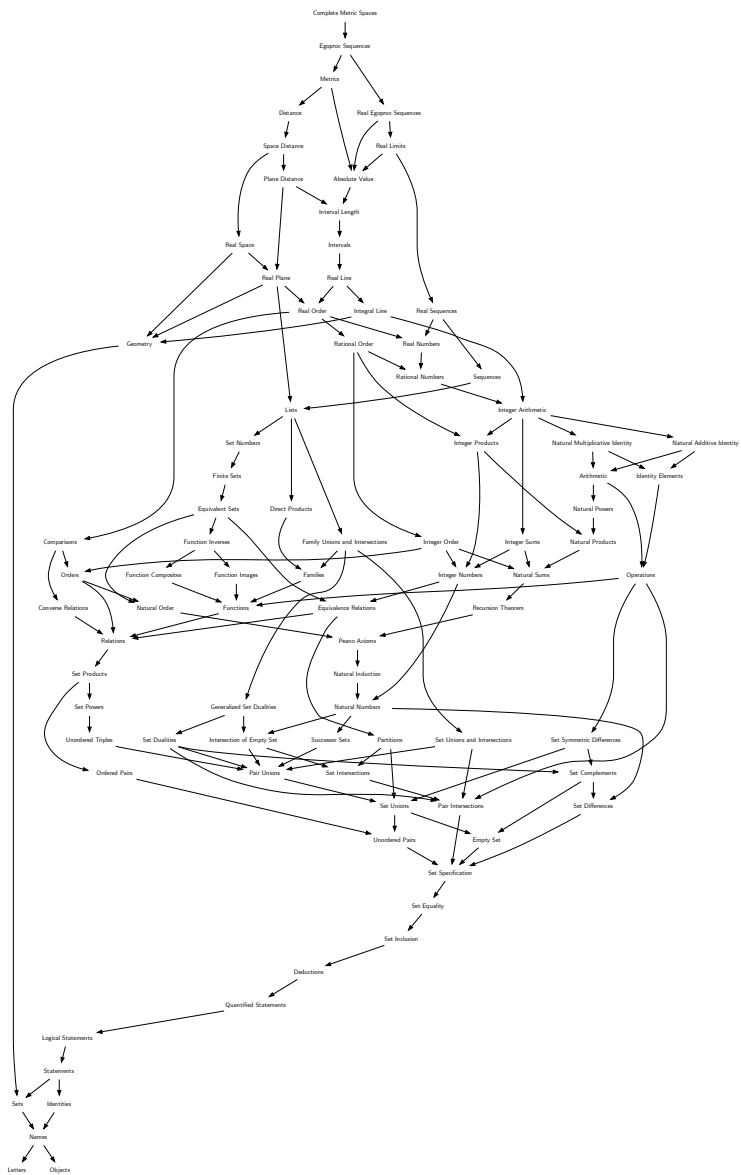 Complete Metric Spaces
Egoprox Sequences
Metrics
Distance
Real Egoprox Sequences
Space Distance
Real Limits
Plane Distance
Absolute Value
Interval Length
Real Space
Intervals
Real Plane
Real Line
Real Order
Integral Line
Real Sequences
Geometry
Rational Order
Real Numbers
Rational Numbers
Sequences
Lists
Integer Arithmetic
Set Numbers
Integer Products
Natural Multiplicative Identity
Natural Additive Identity
Finite Sets
Arithmetic
Identity Elements
Equivalent Sets
Direct Products
Natural Powers
Comparisons
Function Inverses
Family Unions and Intersections
Integer Order
Integer Sums
Natural Products
Orders
Function Composites
Function Images
Families
Integer Numbers
Natural Sums
Operations
Converse Relations
Natural Order
Functions
Equivalence Relations
Recursion Theorem
Relations
Peano Axioms
Set Products
Natural Induction
Set Powers
Generalized Set Dualities
Natural Numbers
Unordered Triples
Set Dualities
Intersection of Empty Set
Successor Sets
Partitions
Set Unions and Intersections
Set Symmetric Differences
Ordered Pairs
Pair Unions
Set Intersections
Set Complements
Set Unions
Pair Intersections
Set Differences
Unordered Pairs
Empty Set
Set Specification
Set Equality
Set Inclusion
Deductions
Quantified Statements
Logical Statements
Statements
Sets
Identities
Names
Letters
Objects